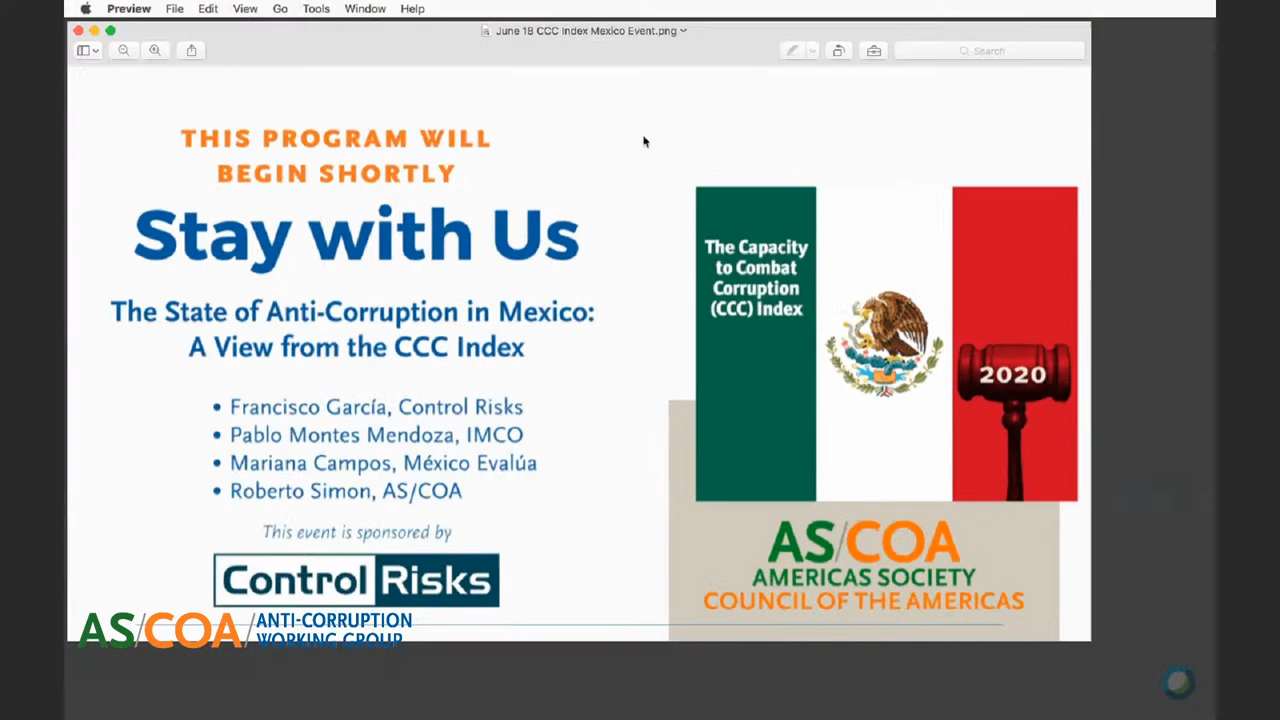 Preview File Edit View Go Tools Window Help
June 18 CCC Index Mexico Event.png
Search
THIS PROGRAM WILL
BEGIN SHORTLY
Stay with Us
The State of Anti-Corruption in Mexico:
A View from the CCC Index
• Francisco García, Control Risks
• Pablo Montes Mendoza, IMCO
• Mariana Campos, México Evalúa
• Roberto Simon, AS/COA
This event is sponsored by
Control Risks
The Capacity
to Combat
Corruption
(CCC) Index
2020
AS/COA
AMERICAS SOCIETY
COUNCIL OF THE AMERICAS
AS/COA/ANTI-CORRUPTION
WORKING GROUP